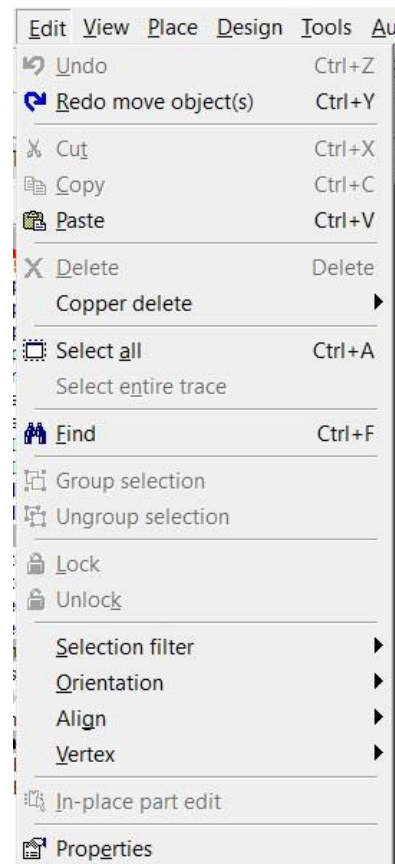 Edit View Place Design Tools Au
Undo Ctrl+Z
Redo move object(s) Ctrl+Y
Cut Ctrl+X
Copy Ctrl+C
Paste Ctrl+V
Delete Delete
Copper delete
Select all Ctrl+A
Select entire trace
Find Ctrl+F
Group selection
Ungroup selection
Lock
Unlock
Selection filter
Orientation
Align
Vertex
In-place part edit
Properties